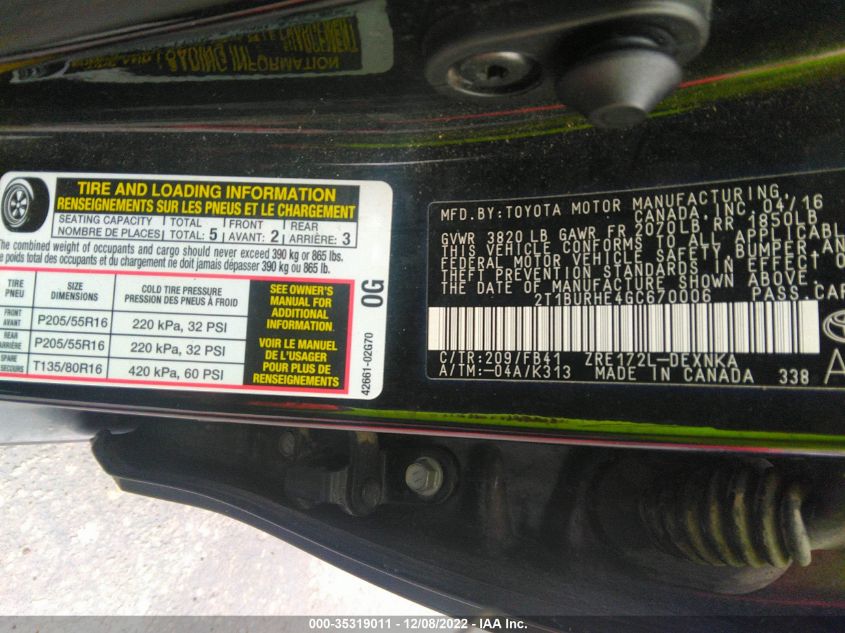 TIRE AND LOADING INFORMATION
RENSEIGNEMENTS SUR LES PNEUS ET LE CHARGEMENT
SEATING CAPACITY TOTAL 5 FRONT 2 REAR 3
NOMBRE DE PLACES TOTAL: AVANT: ARRIÈRE:
The combined weight of occupants and cargo should never exceed 390 kg or 865 lbs.
poids total des occupants et du chargement ne doit jamais dépasser 390 kg ou 865 lb.
TIRE PNEU SIZE DIMENSIONS COLD TIRE PRESSURE PRESSION DES PNEUS À FROID
FRONT AVANT P205/55R16 220 kPa, 32 PSI
REAR ARRIÈRE P205/55R16 220 kPa, 32 PSI
SPARE SECOURS T135/80R16 420 kPa, 60 PSI
SEE OWNER'S
MANUAL FOR
ADDITIONAL
INFORMATION
VOIR LE MANUEL
DE L'USAGER
POUR PLUS DE
RENSEIGNEMENTS
0G
42661-02G70
MFD.BY:TOYOTA MOTOR MANUFACTURING,
CANADA, INC. 04/16
GVWR 3820LB GAWR FR 2070LB RR 1850LB
THIS VEHICLE CONFORMS TO ALL APPLICABL
FEDERAL MOTOR VEHICLE SAFETY BUMPER AN
THEFT PREVENTION STANDARDS IN EFFECT O
THE DATE OF MANUFACTURE SHOWN ABOVE.
2T1BURHE4GC670006 PASS.CAR
C/TR:209/FB41 ZRE172L-DEXNKA
A/TM:-04A/K313 MADE IN CANADA 338
000-35319011 - 12/08/2022 - IAA Inc.